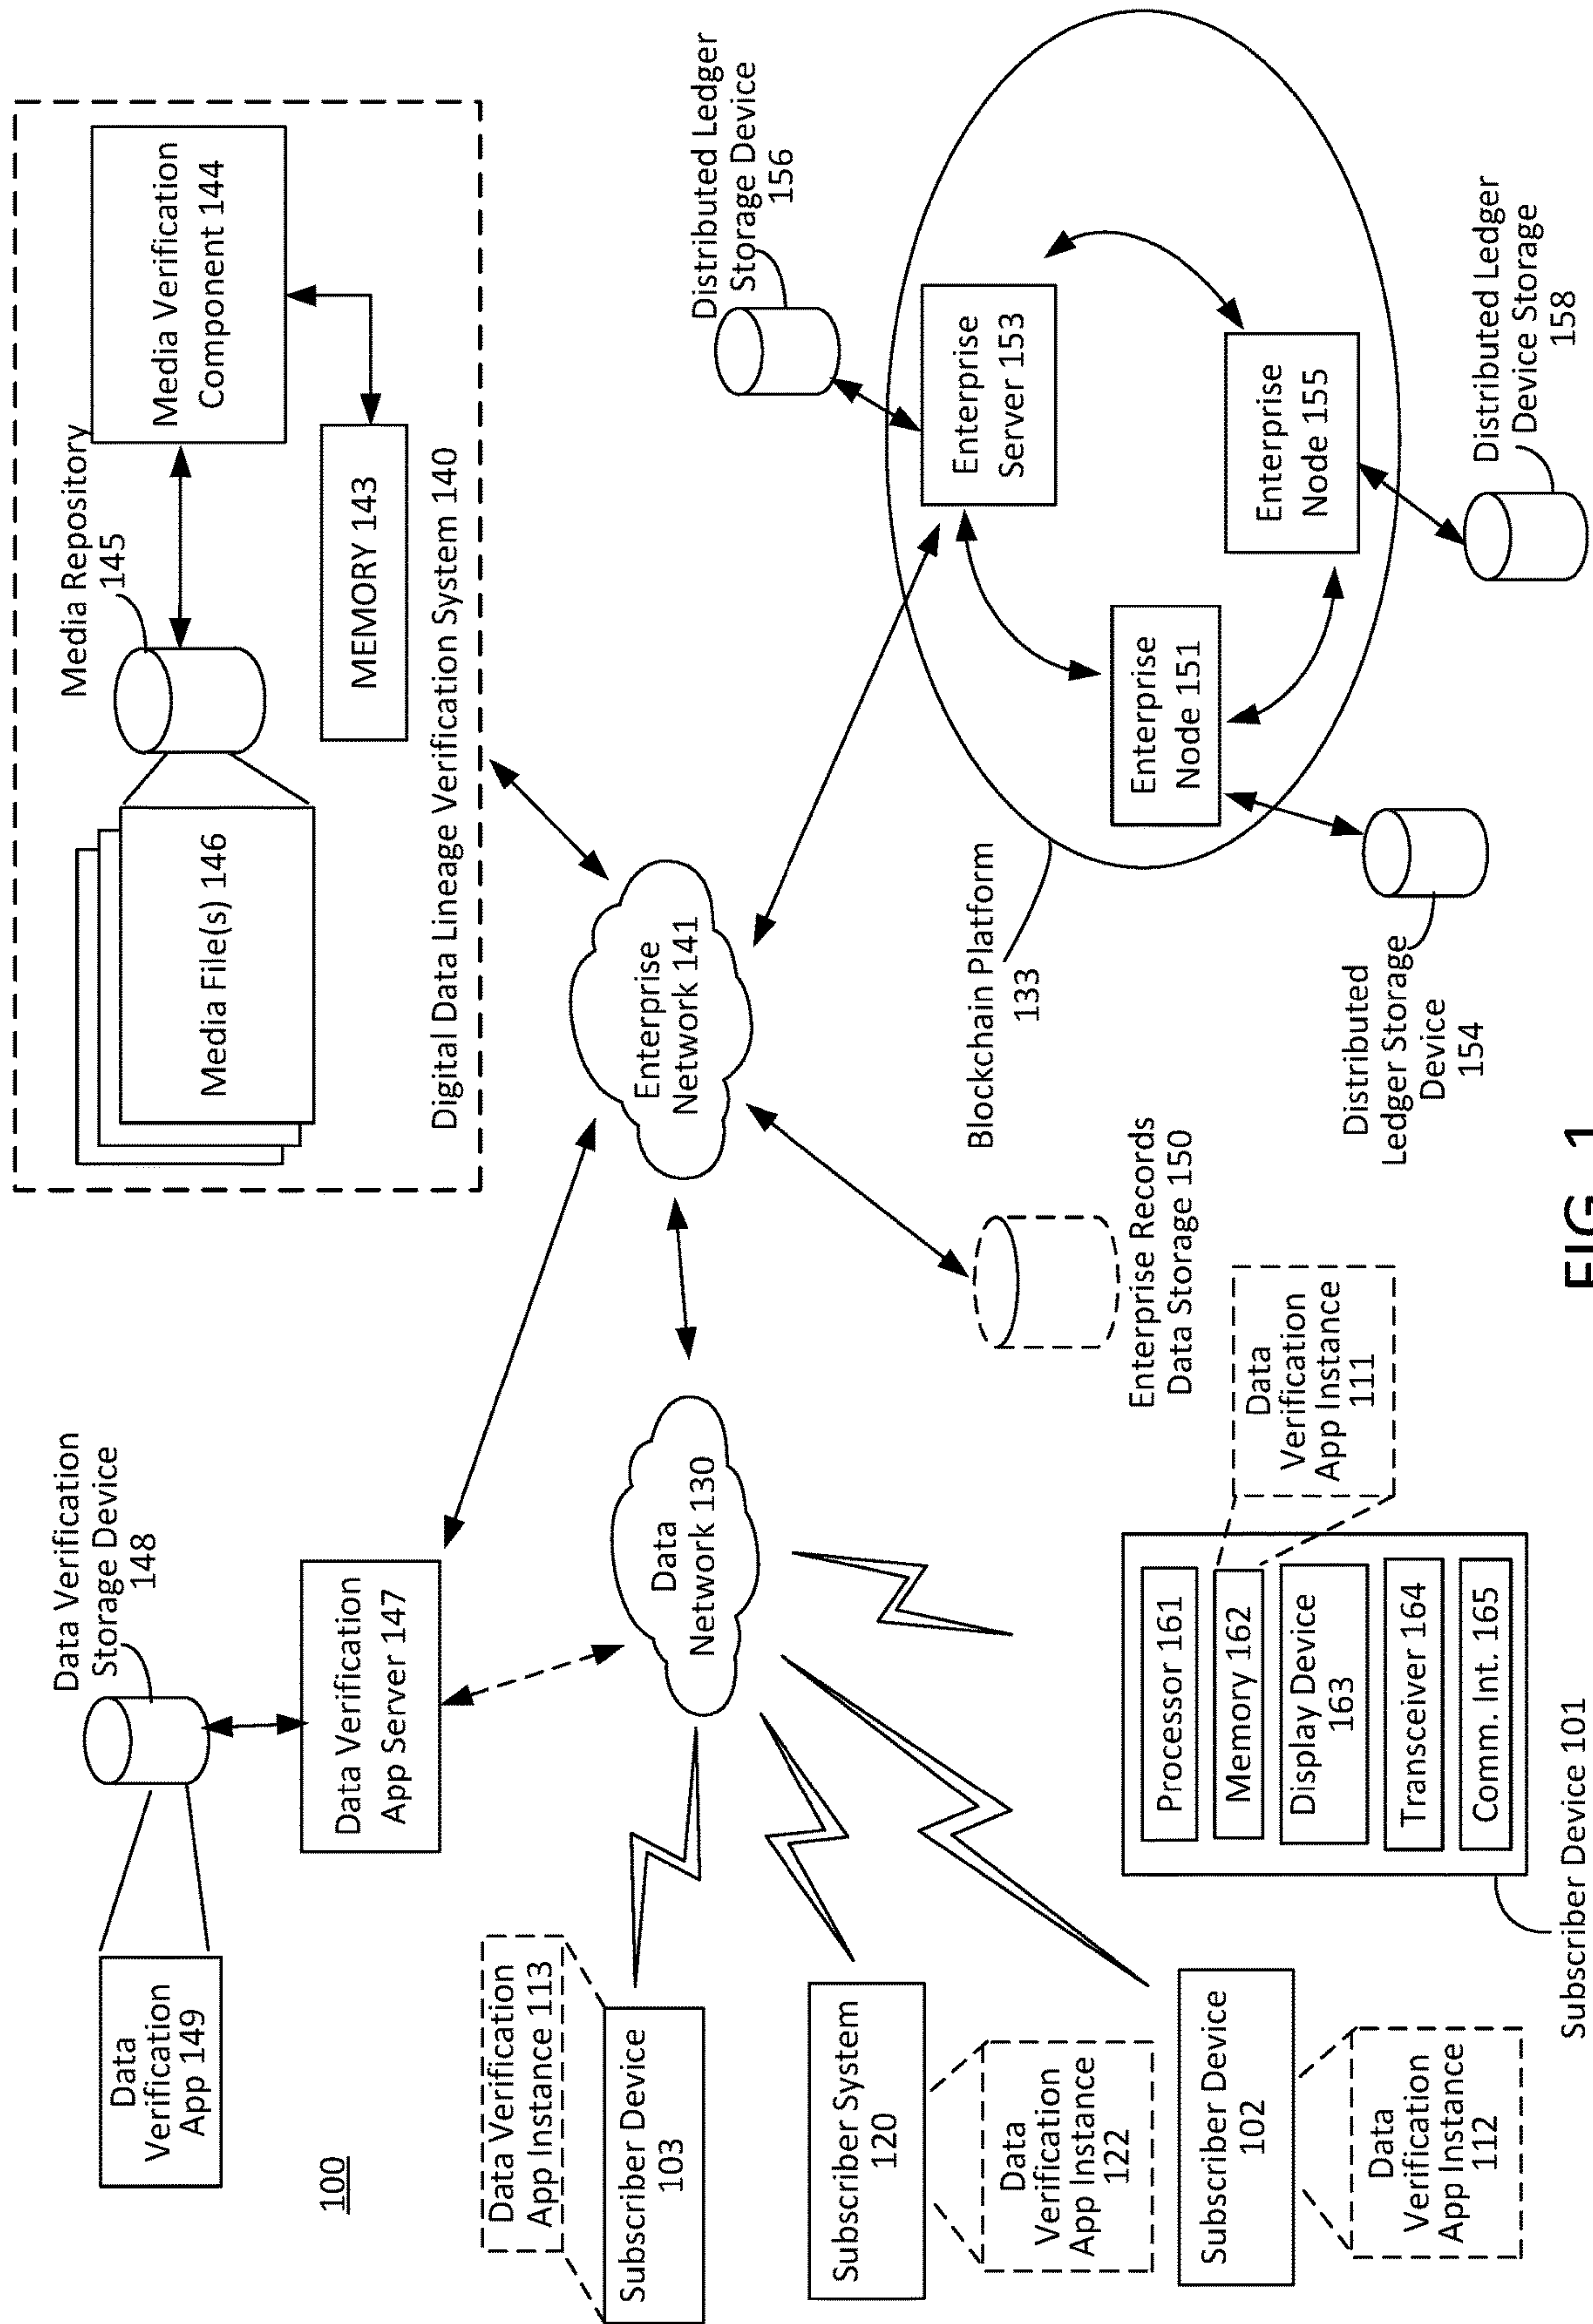 Data
Verification
App 149
Data Verification
Storage Device
148
Data Verification
App Server 147
100
Media File(s) 146
Media Repository
145
Media Verification
Component 144
MEMORY 143
Digital Data Lineage Verification System 140
Data Verification
App Instance 113
Subscriber Device
103
Subscriber System
120
Data
Verification
App Instance
122
Subscriber Device
102
Data
Verification
App Instance
112
Data
Network 130
Enterprise
Network 141
Processor 161
Memory 162
Display Device
163
Transceiver 164
Comm. Int. 165
Subscriber Device 101
Data
Verification
App Instance
111
Enterprise Records
Data Storage 150
Blockchain Platform
133
Enterprise
Server 153
Enterprise
Node 151
Enterprise
Node 155
Distributed Ledger
Storage Device
156
Distributed
Ledger Storage
Device
154
Distributed Ledger
Device Storage
158
FIG. 1